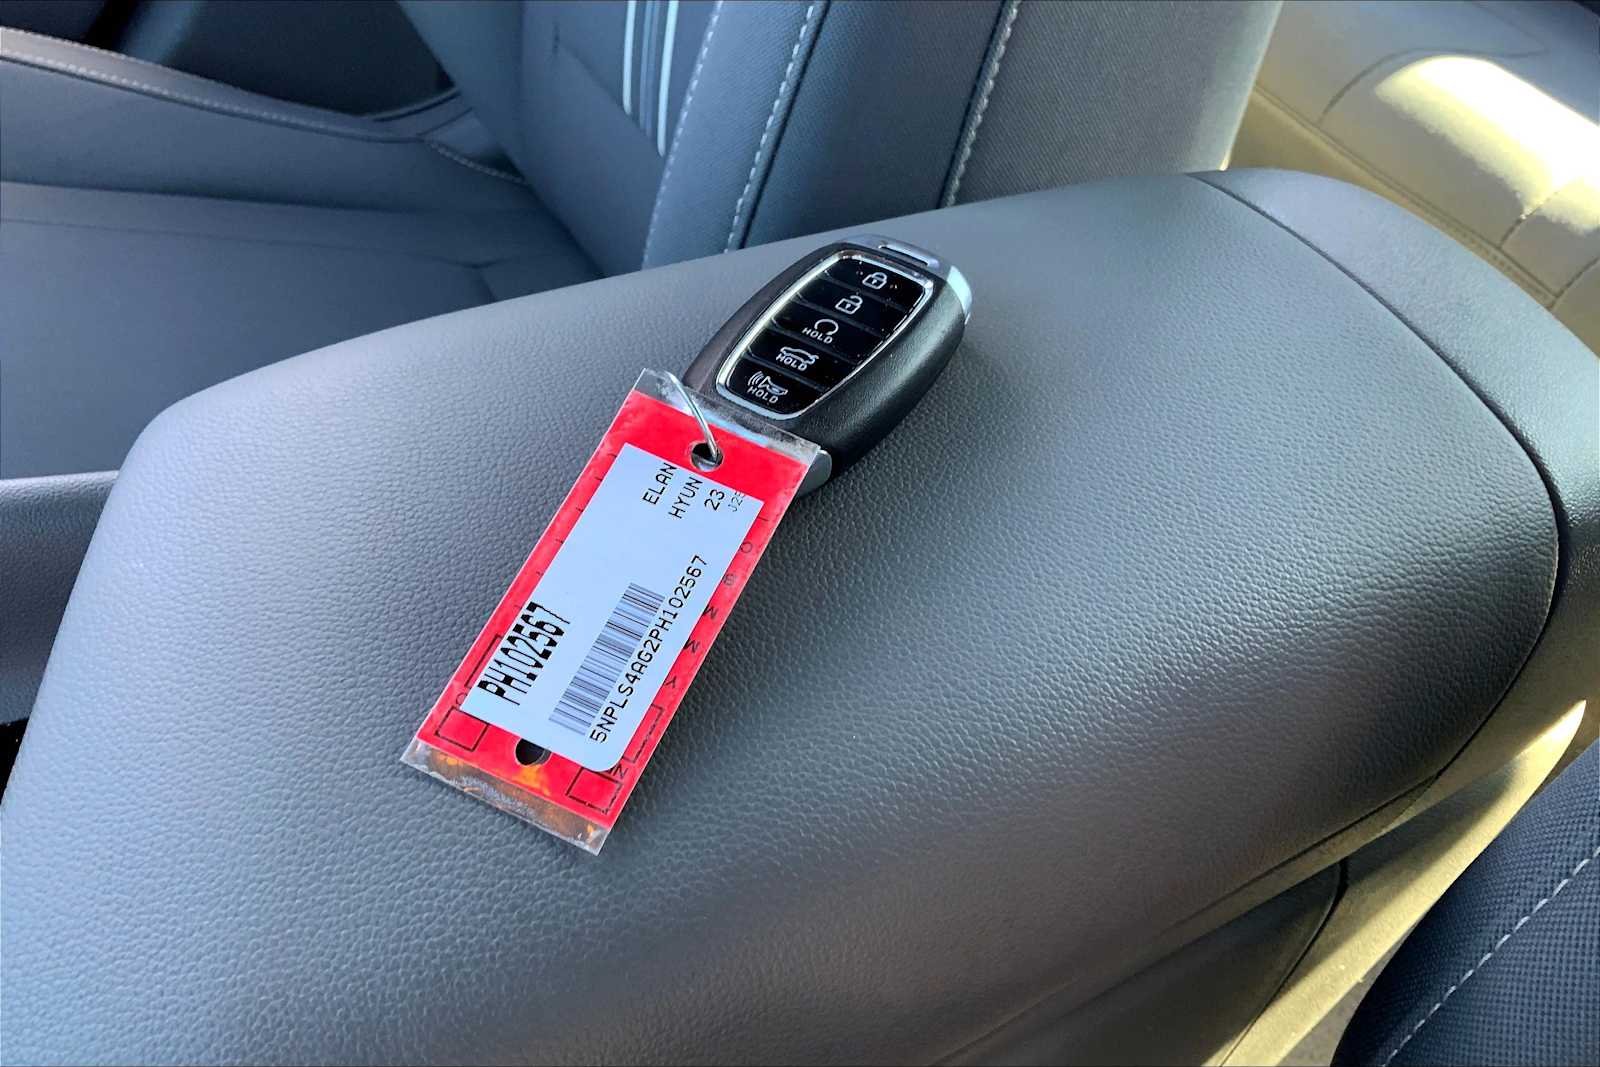 HOLD
HOLD
HOLD
ELAN
HYUN
23
PH102567
5NPLS4AG2PH102567